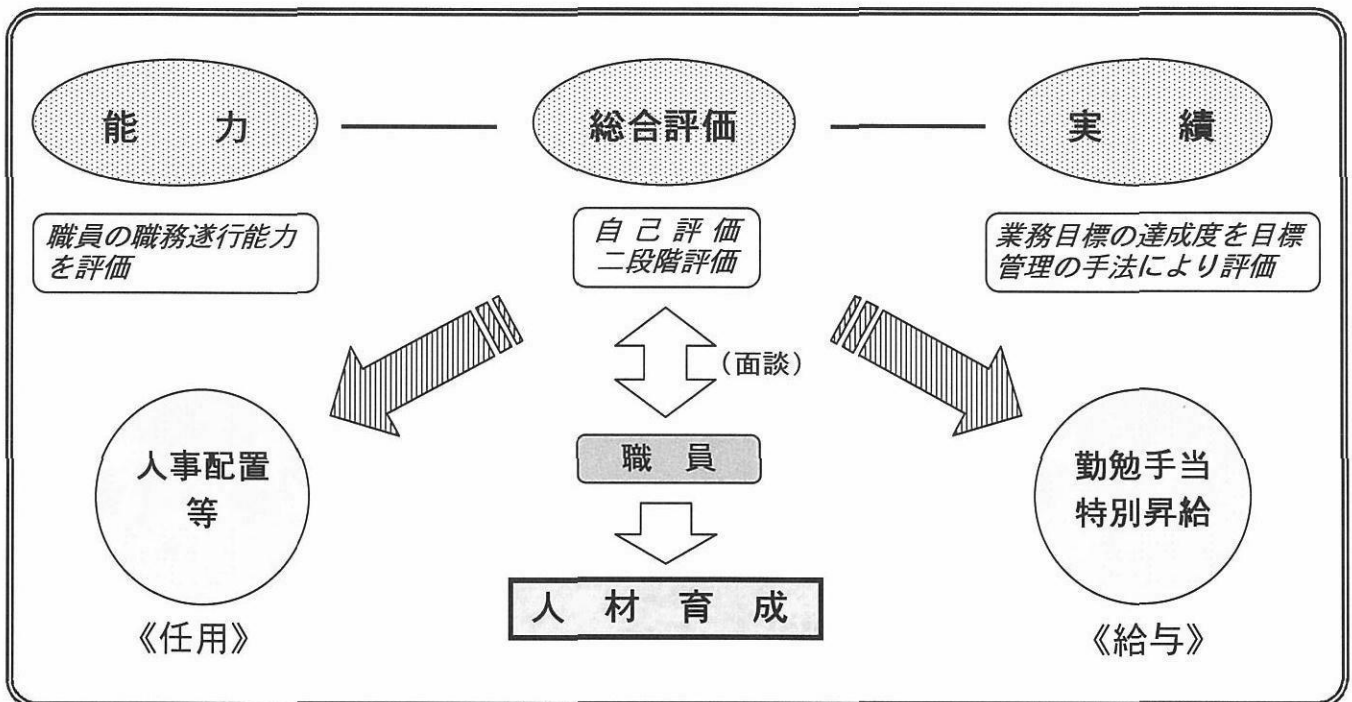 能　力
総合評価
実　績
職員の職務遂行能力
を評価
自己評価
二段階評価
業務目標の達成度を目標
管理の手法により評価
(面談)
人事配置
等
職　員
勤勉手当
特別昇給
人材育成
《任用》
《給与》